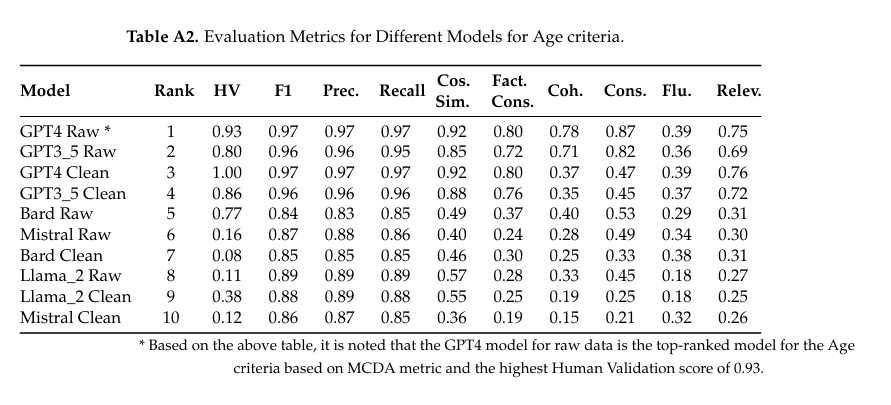 Table A2. Evaluation Metrics for Different Models for Age criteria.
Model Rank HV F1 Prec. Recall Cos. Sim. Fact. Cons. Coh. Cons. Flu. Relev.
GPT4 Raw * 1 0.93 0.97 0.97 0.97 0.92 0.80 0.78 0.87 0.39 0.75
GPT3_5 Raw 2 0.80 0.96 0.96 0.95 0.85 0.72 0.71 0.82 0.36 0.69
GPT4 Clean 3 1.00 0.97 0.97 0.97 0.92 0.80 0.37 0.47 0.39 0.76
GPT3_5 Clean 4 0.86 0.96 0.96 0.96 0.88 0.76 0.35 0.45 0.37 0.72
Bard Raw 5 0.77 0.84 0.83 0.85 0.49 0.37 0.40 0.53 0.29 0.31
Mistral Raw 6 0.16 0.87 0.88 0.86 0.40 0.24 0.28 0.49 0.34 0.30
Bard Clean 7 0.08 0.85 0.85 0.85 0.46 0.30 0.25 0.33 0.38 0.31
Llama_2 Raw 8 0.11 0.89 0.89 0.89 0.57 0.28 0.33 0.45 0.18 0.27
Llama_2 Clean 9 0.38 0.88 0.89 0.88 0.55 0.25 0.19 0.25 0.18 0.25
Mistral Clean 10 0.12 0.86 0.87 0.85 0.36 0.19 0.15 0.21 0.32 0.26
* Based on the above table, it is noted that the GPT4 model for raw data is the top-ranked model for the Age
criteria based on MCDA metric and the highest Human Validation score of 0.93.